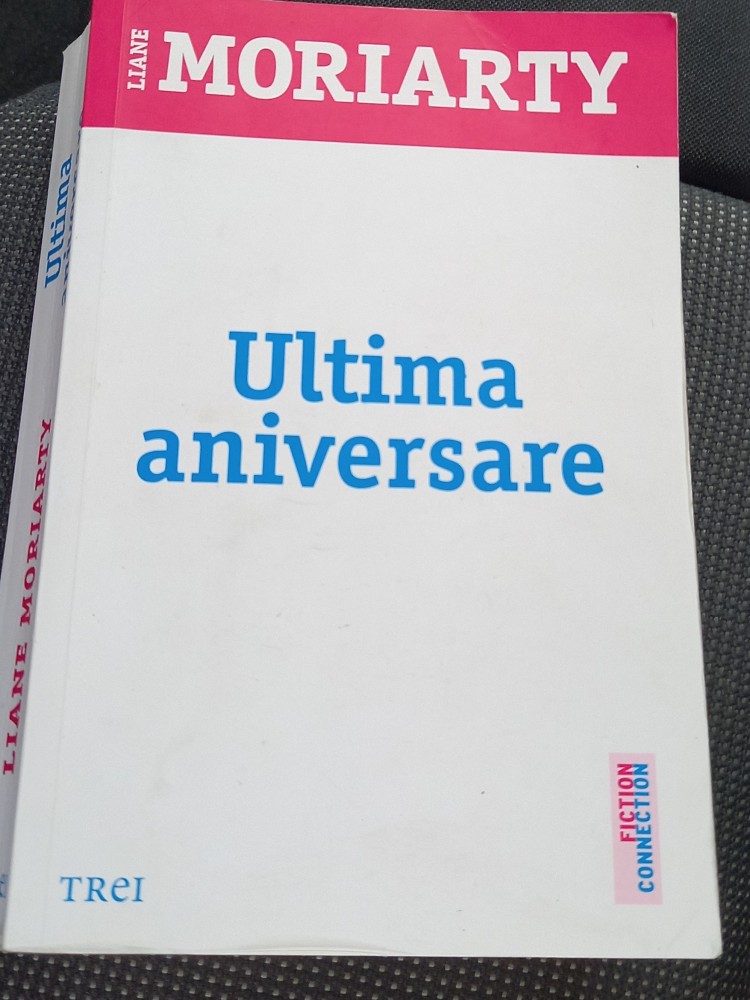 LIANE
MORIARTY
Ultima
aniversare
FICTION
CONNECTION
TREI
LIANE MORIARTY
Ultima